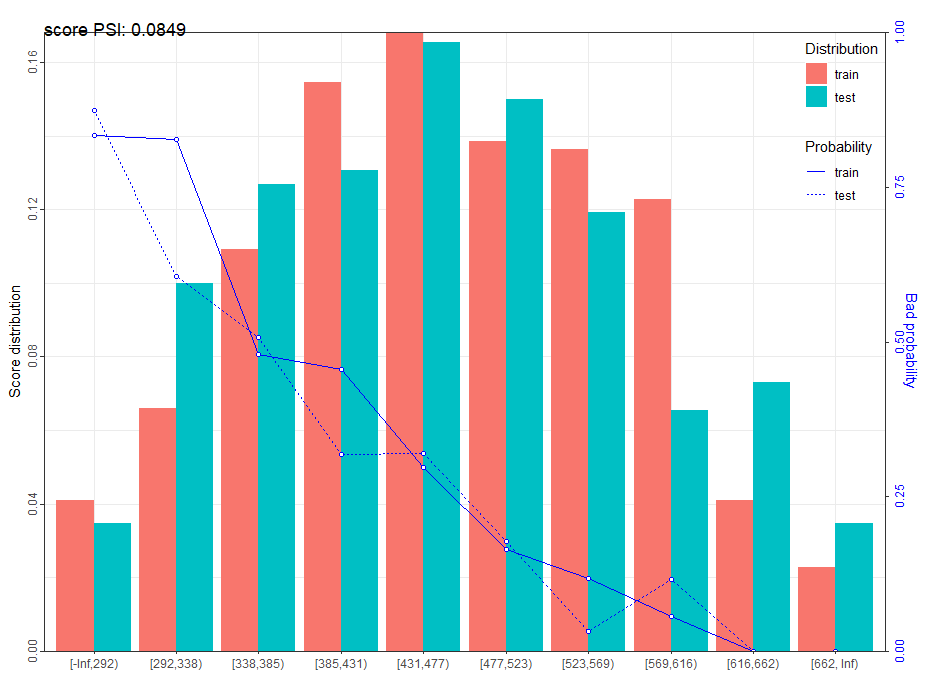 score PSI: 0.0849
Distribution
train
test
Probability
train
test
Score distribution
0.16
0.12
0.08
0.04
0.00
1.00
0.75
0.50
0.25
0.00
Bad probability
[-Inf,292)
[292,338)
[338,385)
[385,431)
[431,477)
[477,523)
[523,569)
[569,616)
[616,662)
[662, Inf)